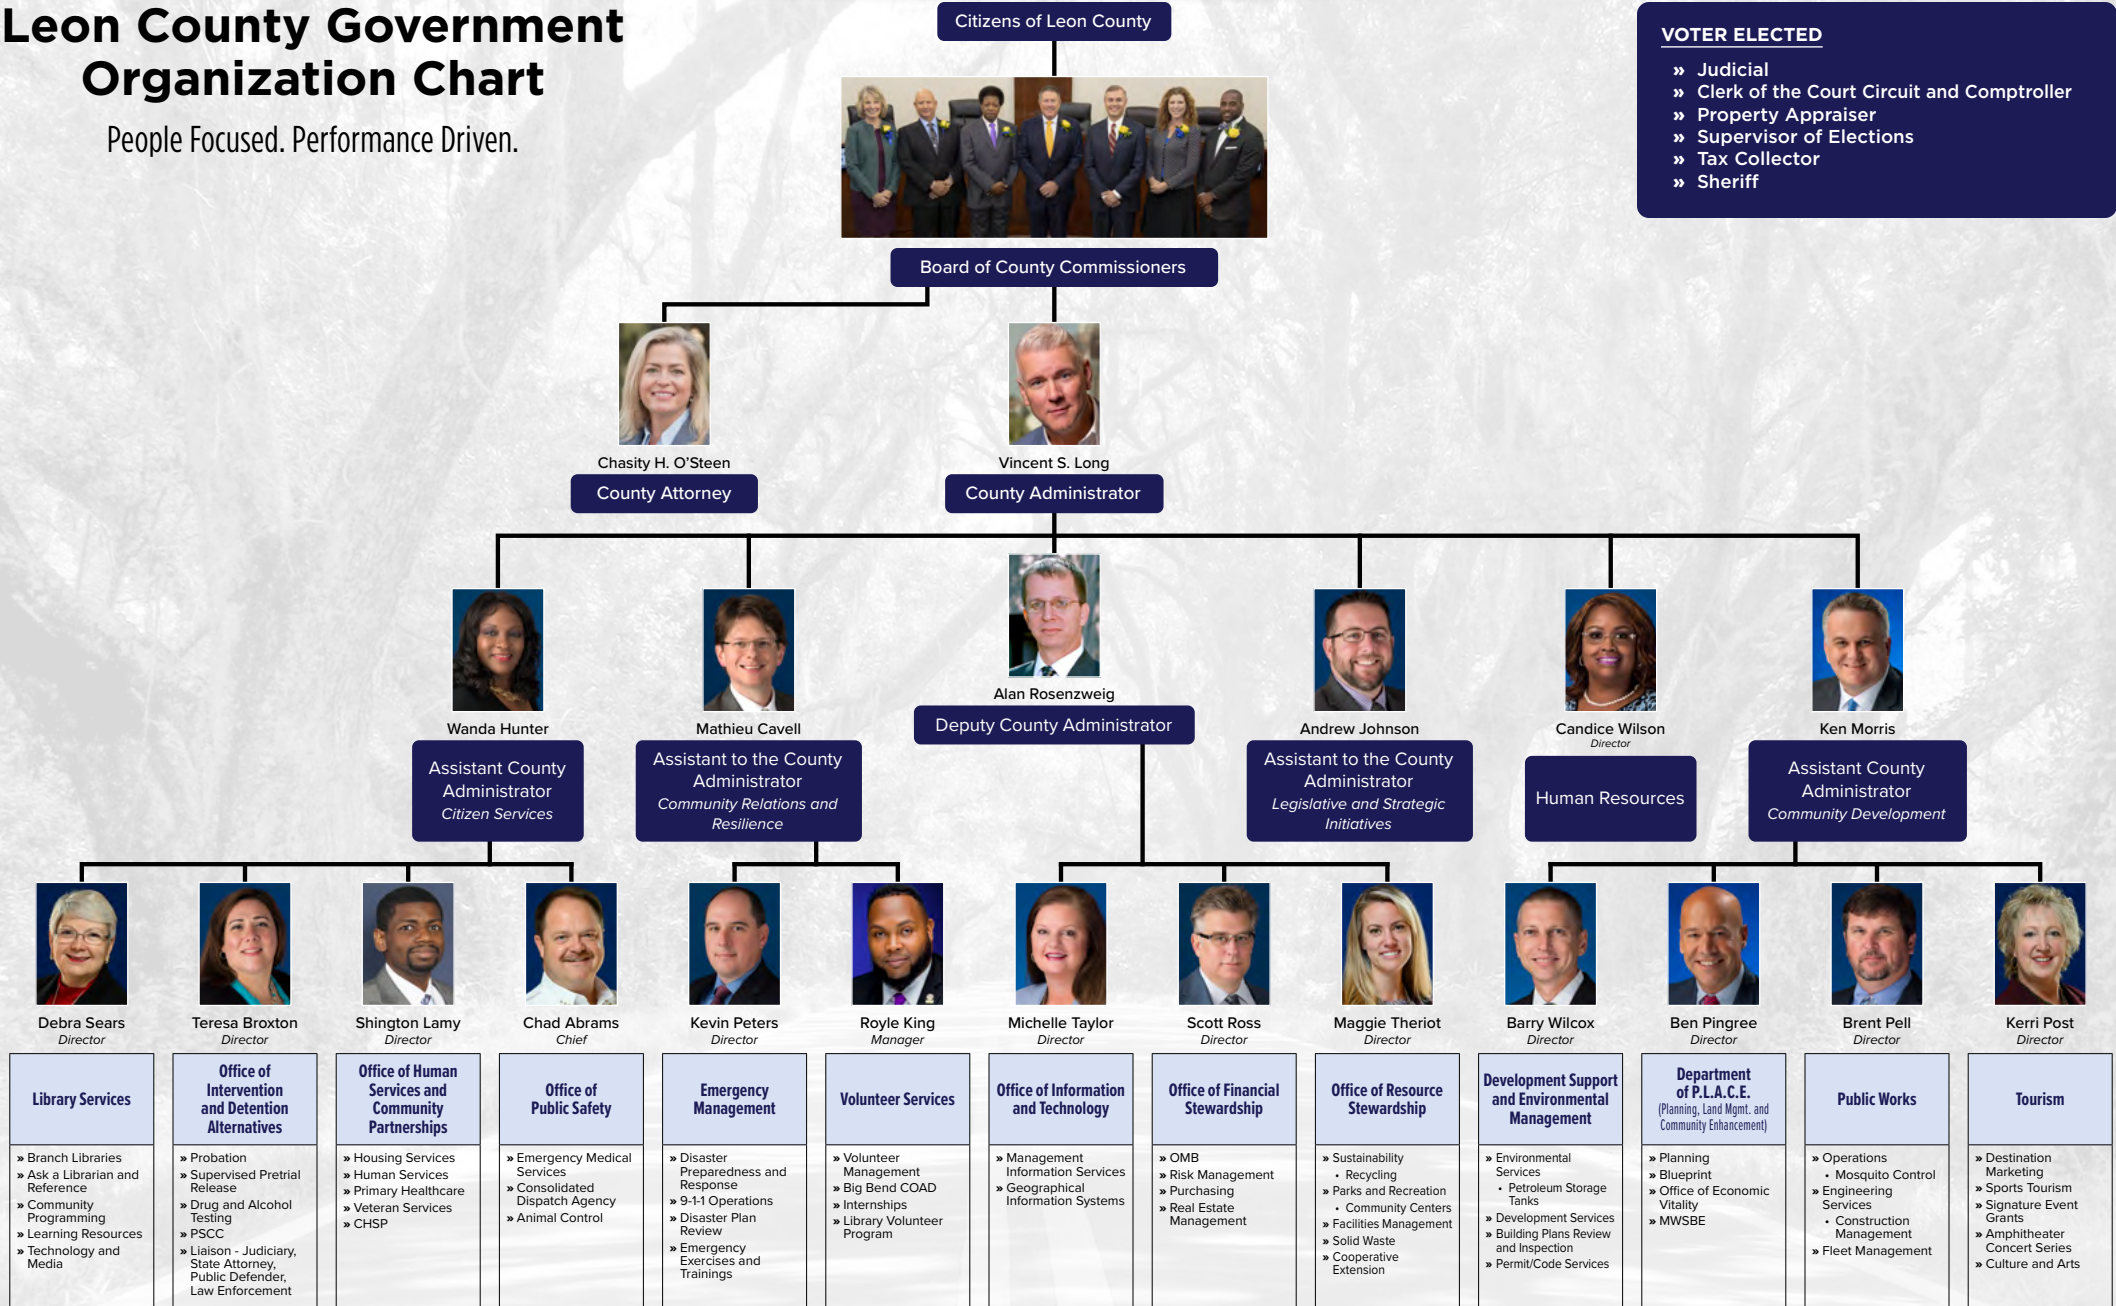 Leon County Government
Organization Chart
People Focused. Performance Driven.
Citizens of Leon County
VOTER ELECTED
» Judicial
» Clerk of the Court Circuit and Comptroller
» Property Appraiser
» Supervisor of Elections
» Tax Collector
» Sheriff
Board of County Commissioners
Chasity H. O'Steen
County Attorney
Vincent S. Long
County Administrator
Wanda Hunter
Assistant County
Administrator
Citizen Services
Mathieu Cavell
Assistant to the County
Administrator
Community Relations and
Resilience
Alan Rosenzweig
Deputy County Administrator
Andrew Johnson
Assistant to the County
Administrator
Legislative and Strategic
Initiatives
Candice Wilson
Director
Human Resources
Ken Morris
Assistant County
Administrator
Community Development
Debra Sears
Director
Library Services
» Branch Libraries
» Ask a Librarian and
Reference
» Community
Programming
» Learning Resources
» Technology and
Media
Teresa Broxton
Director
Office of
Intervention
and Detention
Alternatives
» Probation
» Supervised Pretrial
Release
» Drug and Alcohol
Testing
» PSCC
» Liaison - Judiciary,
State Attorney,
Public Defender,
Law Enforcement
Shington Lamy
Director
Office of Human
Services and
Community
Partnerships
» Housing Services
» Human Services
» Primary Healthcare
» Veteran Services
» CHSP
Chad Abrams
Chief
Office of
Public Safety
» Emergency Medical
Services
» Consolidated
Dispatch Agency
» Animal Control
Kevin Peters
Director
Emergency
Management
» Disaster
Preparedness and
Response
» 9-1-1 Operations
» Disaster Plan
Review
» Emergency
Exercises and
Trainings
Royle King
Manager
Volunteer Services
» Volunteer
Management
» Big Bend COAD
» Internships
» Library Volunteer
Program
Michelle Taylor
Director
Office of Information
and Technology
» Management
Information Services
» Geographical
Information Systems
Scott Ross
Director
Office of Financial
Stewardship
» OMB
» Risk Management
» Purchasing
» Real Estate
Management
Maggie Theriot
Director
Office of Resource
Stewardship
» Sustainability
• Recycling
» Parks and Recreation
• Community Centers
» Facilities Management
» Solid Waste
» Cooperative
Extension
Barry Wilcox
Director
Development Support
and Environmental
Management
» Environmental
Services
• Petroleum Storage
Tanks
» Development Services
» Building Plans Review
and Inspection
» Permit/Code Services
Ben Pingree
Director
Department
of P.L.A.C.E.
(Planning, Land Mgmt. and
Community Enhancement)
» Planning
» Blueprint
» Office of Economic
Vitality
» MWSBE
Brent Pell
Director
Public Works
» Operations
• Mosquito Control
» Engineering
Services
• Construction
Management
» Fleet Management
Kerri Post
Director
Tourism
» Destination
Marketing
» Sports Tourism
» Signature Event
Grants
» Amphitheater
Concert Series
» Culture and Arts